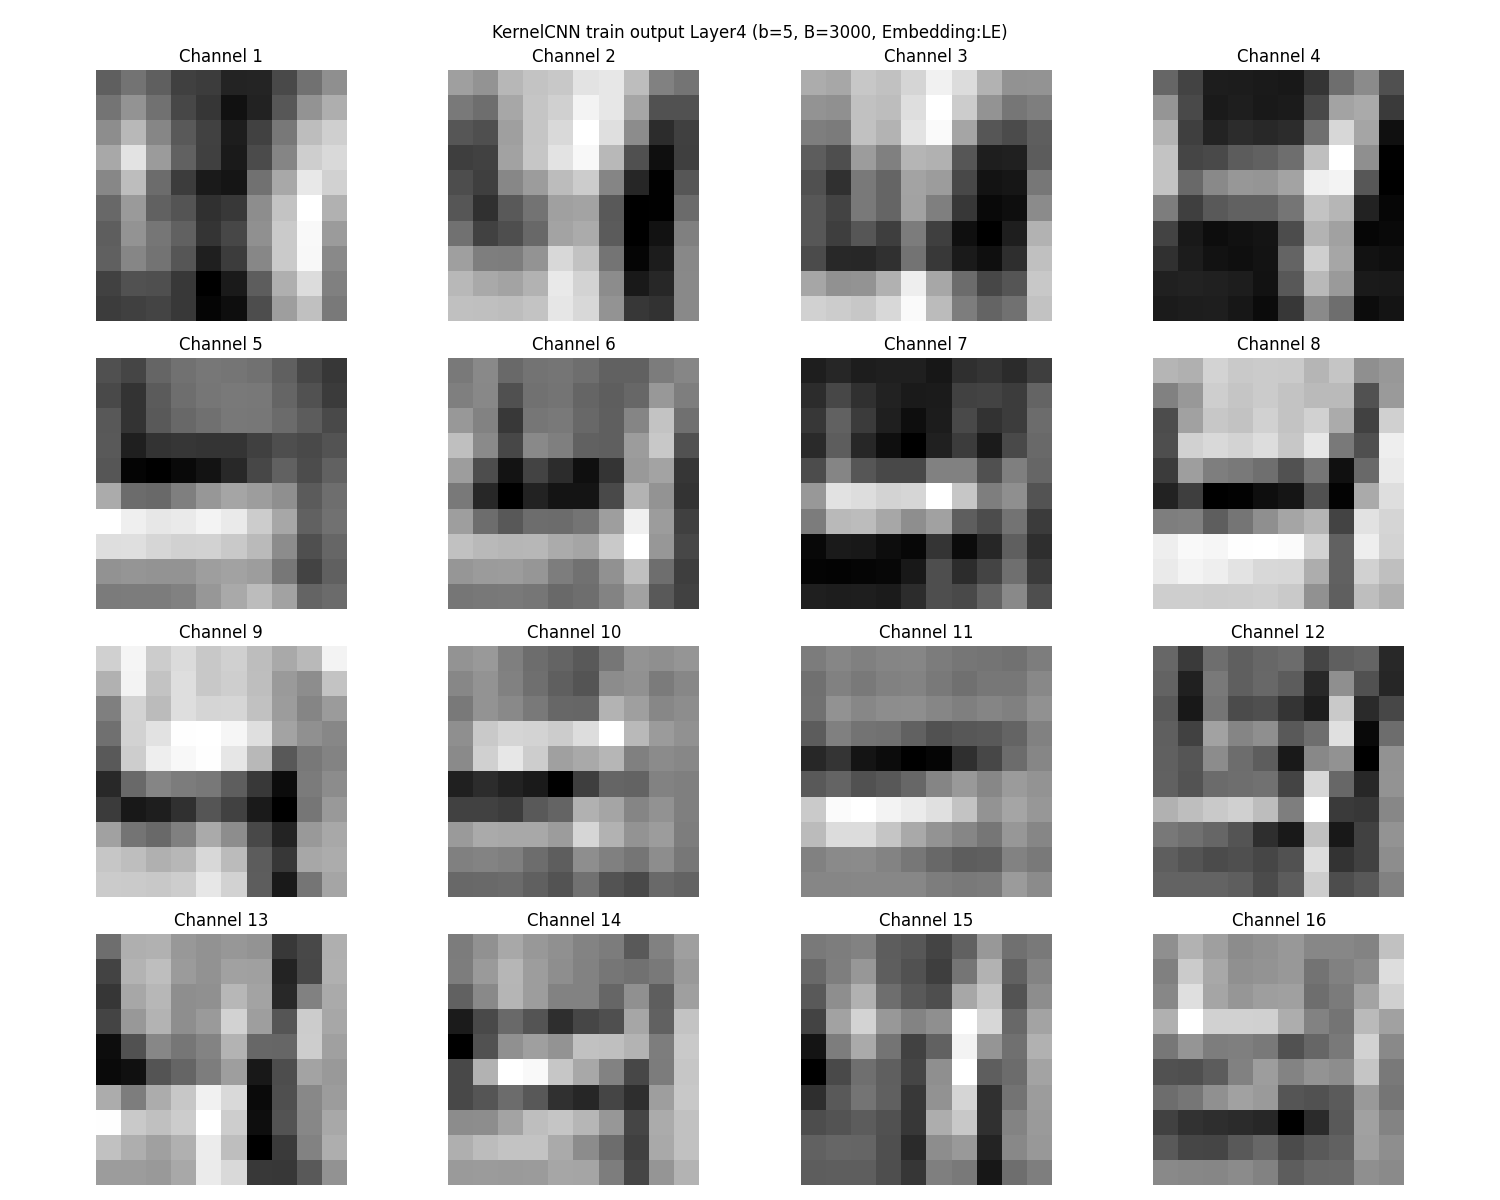 KernelCNN train output Layer4 (b=5, B=3000, Embedding:LE)
Channel 1
Channel 2
Channel 3
Channel 4
Channel 5
Channel 6
Channel 7
Channel 8
Channel 9
Channel 10
Channel 11
Channel 12
Channel 13
Channel 14
Channel 15
Channel 16